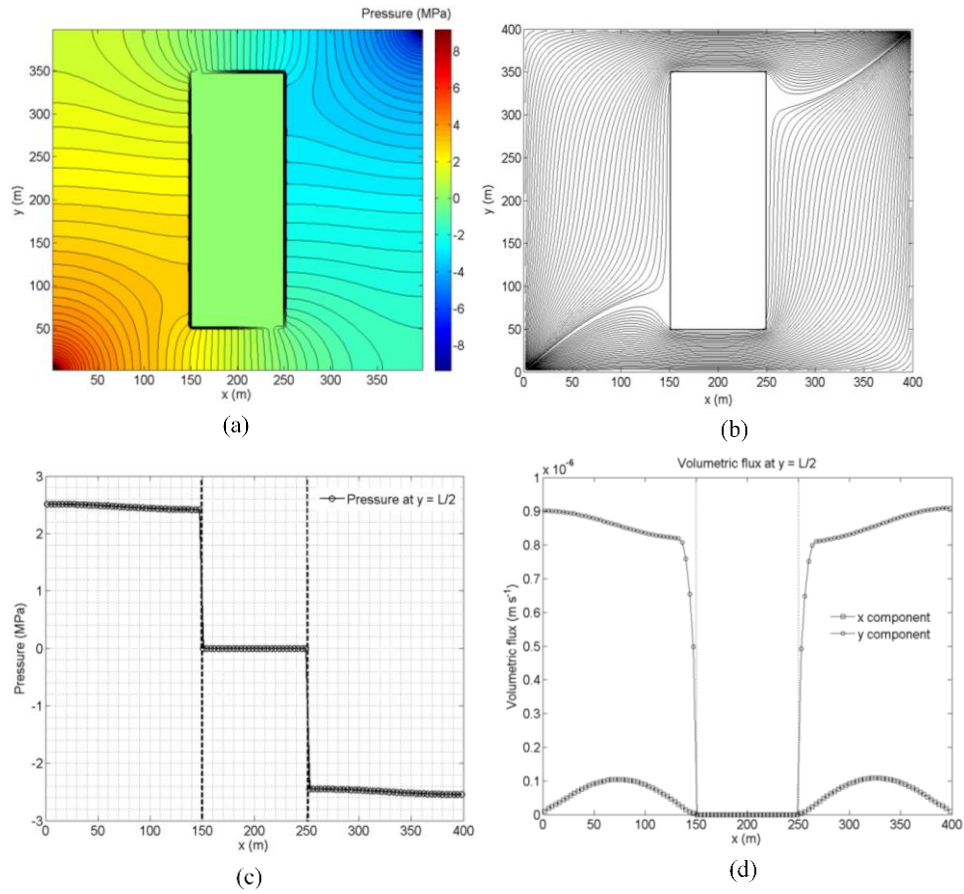 Pressure (MPa)
350
300
250
200
150
100
50
y (m)
50 100 150 200 250 300 350
x (m)
8
6
4
2
0
-2
-4
-6
-8
(a)
400
350
300
250
200
150
100
50
0
y (m)
0 50 100 150 200 250 300 350 400
x (m)
(b)
3
2
1
0
-1
-2
-3
Pressure (MPa)
Pressure at y = L/2
0 50 100 150 200 250 300 350 400
x (m)
(c)
Volumetric flux at y = L/2
x 10-6
1
0.9
0.8
0.7
0.6
0.5
0.4
0.3
0.2
0.1
0
Volumetric flux (m s-1)
x component
y component
0 50 100 150 200 250 300 350 400
x (m)
(d)